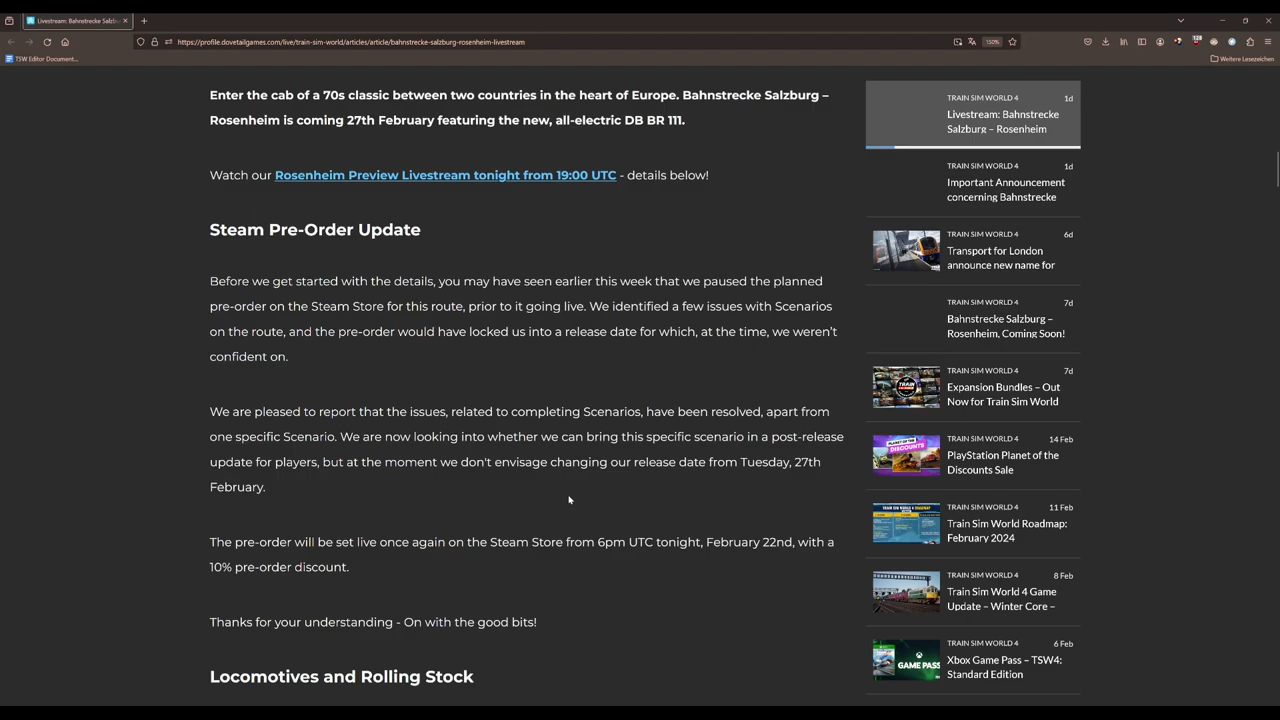 Livestream: Bahnstrecke Salzbu
https://profile.dovetailgames.com/live/train-sim-world/articles/article/bahnstrecke-salzburg-rosenheim-livestream
150%
TSW Editor Document...
Weitere Lesezeichen
Enter the cab of a 70s classic between two countries in the heart of Europe. Bahnstrecke Salzburg –
Rosenheim is coming 27th February featuring the new, all-electric DB BR 111.
Watch our Rosenheim Preview Livestream tonight from 19:00 UTC - details below!
Steam Pre-Order Update
Before we get started with the details, you may have seen earlier this week that we paused the planned
pre-order on the Steam Store for this route, prior to it going live. We identified a few issues with Scenarios
on the route, and the pre-order would have locked us into a release date for which, at the time, we weren't
confident on.
We are pleased to report that the issues, related to completing Scenarios, have been resolved, apart from
one specific Scenario. We are now looking into whether we can bring this specific scenario in a post-release
update for players, but at the moment we don't envisage changing our release date from Tuesday, 27th
February.
The pre-order will be set live once again on the Steam Store from 6pm UTC tonight, February 22nd, with a
10% pre-order discount.
Thanks for your understanding - On with the good bits!
Locomotives and Rolling Stock
TRAIN SIM WORLD 4 1d
Livestream: Bahnstrecke
Salzburg – Rosenheim
TRAIN SIM WORLD 4 1d
Important Announcement
concerning Bahnstrecke
TRAIN SIM WORLD 4 6d
Transport for London
announce new name for
TRAIN SIM WORLD 4 7d
Bahnstrecke Salzburg –
Rosenheim, Coming Soon!
TRAIN SIM WORLD 4 7d
Expansion Bundles – Out
Now for Train Sim World
TRAIN SIM WORLD 4 14 Feb
PlayStation Planet of the
Discounts Sale
TRAIN SIM WORLD 4 11 Feb
Train Sim World Roadmap:
February 2024
TRAIN SIM WORLD 4 8 Feb
Train Sim World 4 Game
Update – Winter Core –
TRAIN SIM WORLD 4 6 Feb
Xbox Game Pass – TSW4:
Standard Edition
GAME PASS